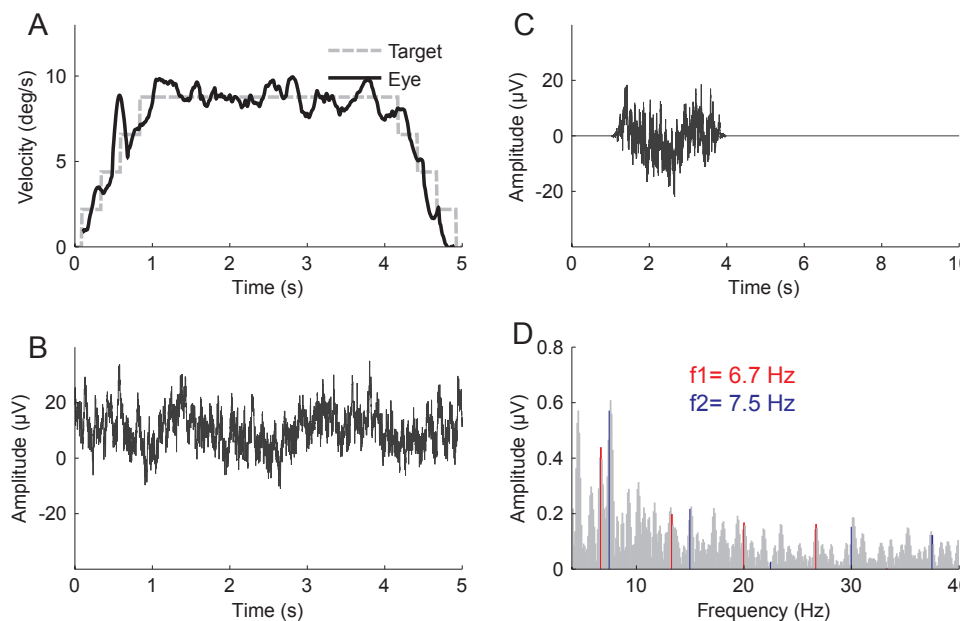 A
Target
Eye
10
5
0
Velocity (deg/s)
0 1 2 3 4 5
Time (s)
C
20
0
-20
Amplitude (µV)
0 2 4 6 8 10
Time (s)
B
20
0
-20
Amplitude (µV)
0 1 2 3 4 5
Time (s)
D
f1= 6.7 Hz
f2= 7.5 Hz
0.8
0.6
0.4
0.2
0
Amplitude (µV)
10 20 30 40
Frequency (Hz)